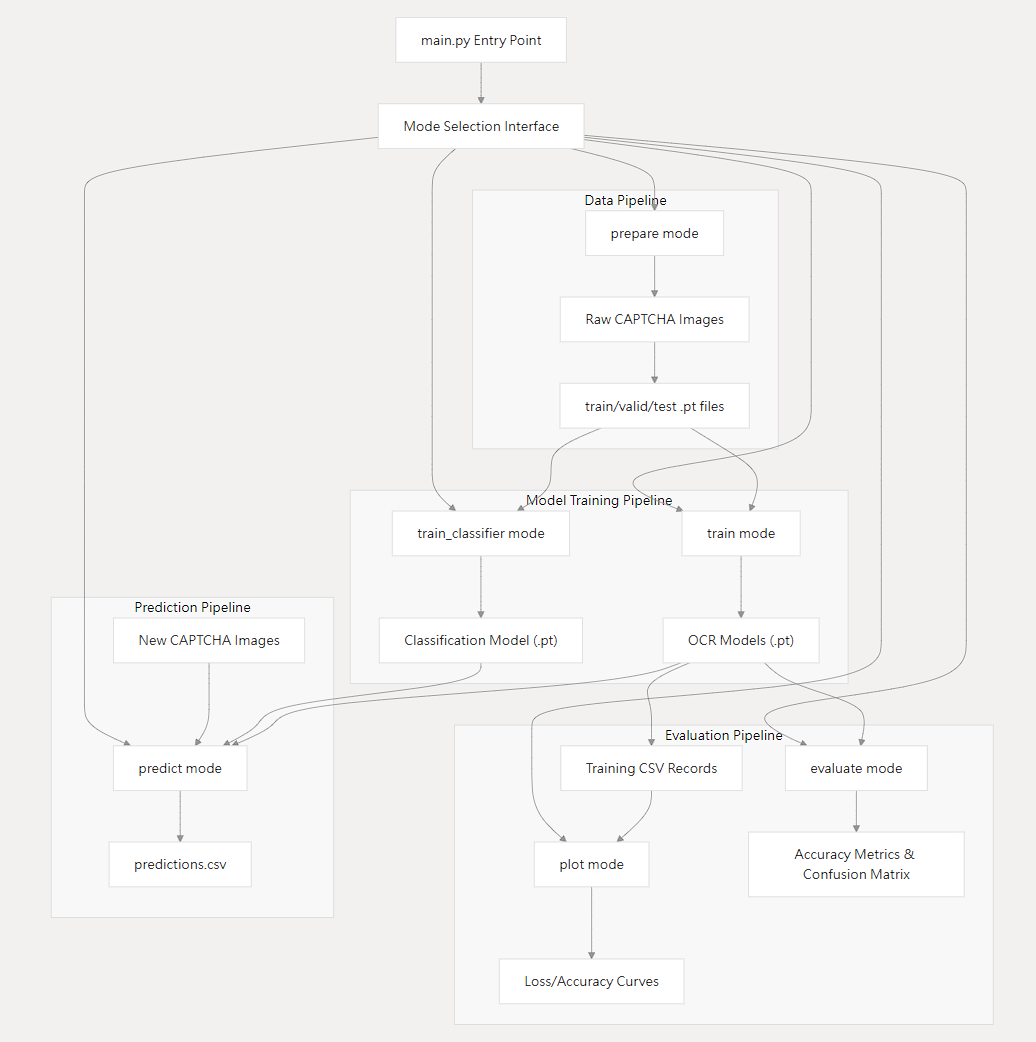 main.py Entry Point
Mode Selection Interface
Data Pipeline
prepare mode
Raw CAPTCHA Images
train/valid/test .pt files
Model Training Pipeline
train_classifier mode
train mode
Classification Model (.pt)
OCR Models (.pt)
Prediction Pipeline
New CAPTCHA Images
predict mode
predictions.csv
Evaluation Pipeline
Training CSV Records
evaluate mode
plot mode
Accuracy Metrics &
Confusion Matrix
Loss/Accuracy Curves